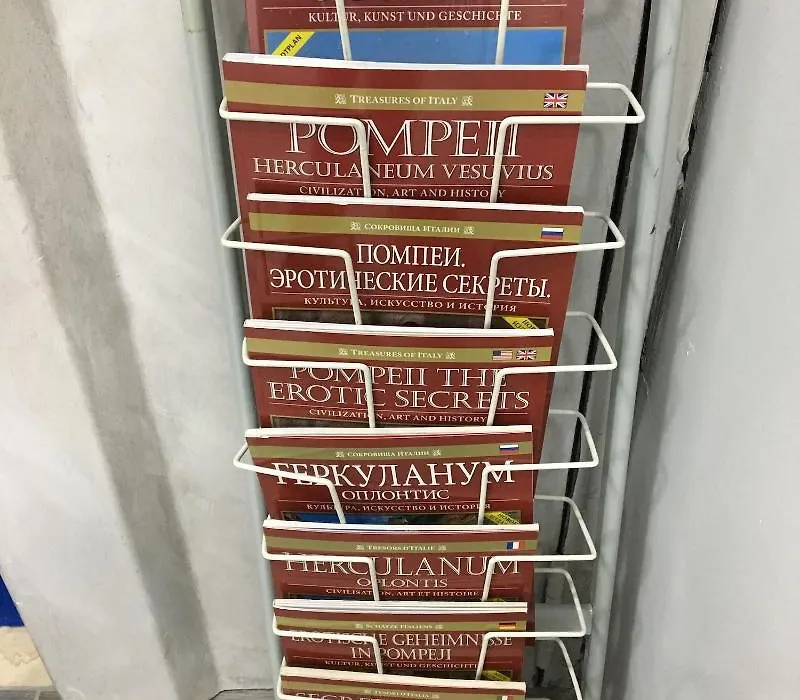 KULTUR, KUNST UND GESCHICHTE
TREASURES OF ITALY
POMPEII
HERCULANEUM VESUVIUS
CIVILIZATION, ART AND HISTORY
СОКРОВИЩА ИТАЛИИ
ПОМПЕИ.
ЭРОТИЧЕСКИЕ СЕКРЕТЫ.
КУЛЬТУРА, ИСКУССТВО И ИСТОРИЯ
TREASURES OF ITALY
POMPEII THE
EROTIC SECRETS
CIVILIZATION, ART AND HISTORY
СОКРОВИЩА ИТАЛИИ
ГЕРКУЛАНУМ
ОПЛОНТИС
КУЛЬТУРА, ИСКУССТВО И ИСТОРИЯ
TRESORS D'ITALIE
HERCULANUM
OPLONTIS
CIVILISATION, ART ET HISTOIRE
SCHÄTZE ITALIENS
EROTISCHE GEHEIMNISSE
IN POMPEJI
KULTUR, KUNST UND GESCHICHTE
TESORI D'ITALIA